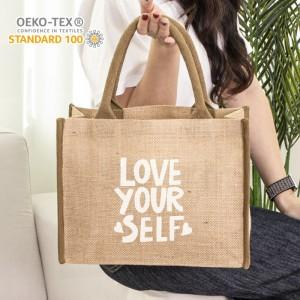 OEKO-TEX®
CONFIDENCE IN TEXTILES
STANDARD 100
LOVE
YOUR
SELF